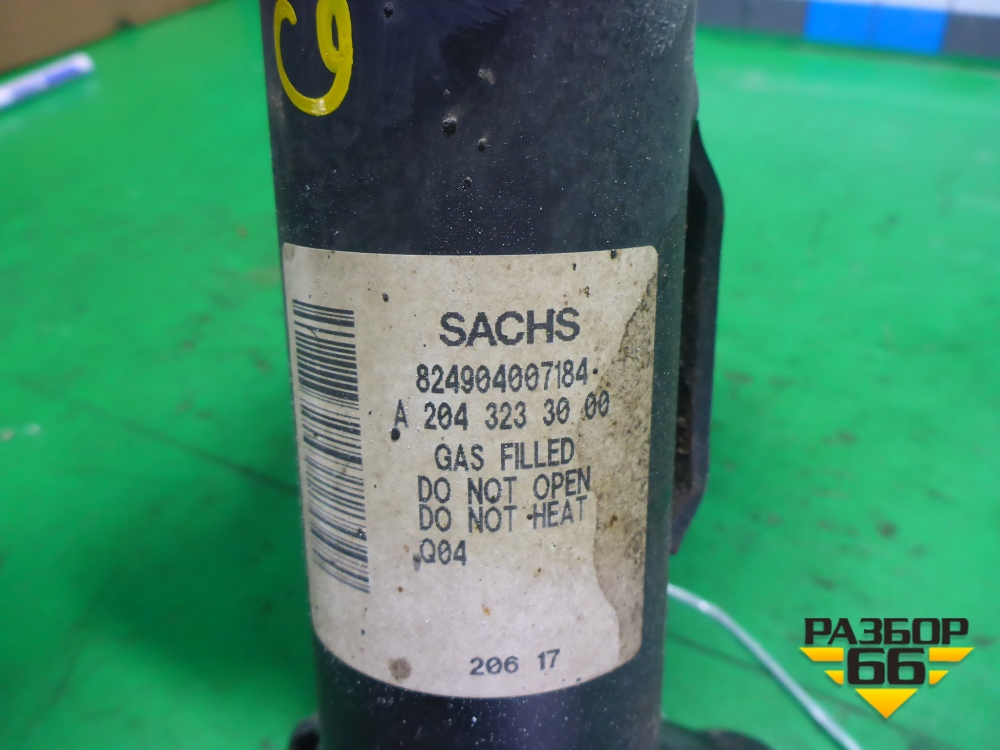 C9
SACHS
824904007184
A 204 323 30 00
GAS FILLED
DO NOT OPEN
DO NOT HEAT
Q04
206 17
РАЗБОР
66